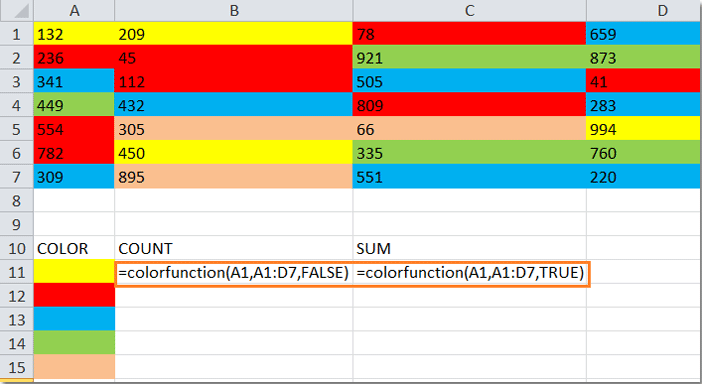 A B C D
1 132 209 78 659
2 236 45 921 873
3 341 112 505 41
4 449 432 809 283
5 554 305 66 994
6 782 450 335 760
7 309 895 551 220
8
9
10 COLOR COUNT SUM
11 =colorfunction(A1,A1:D7,FALSE) =colorfunction(A1,A1:D7,TRUE)
12
13
14
15